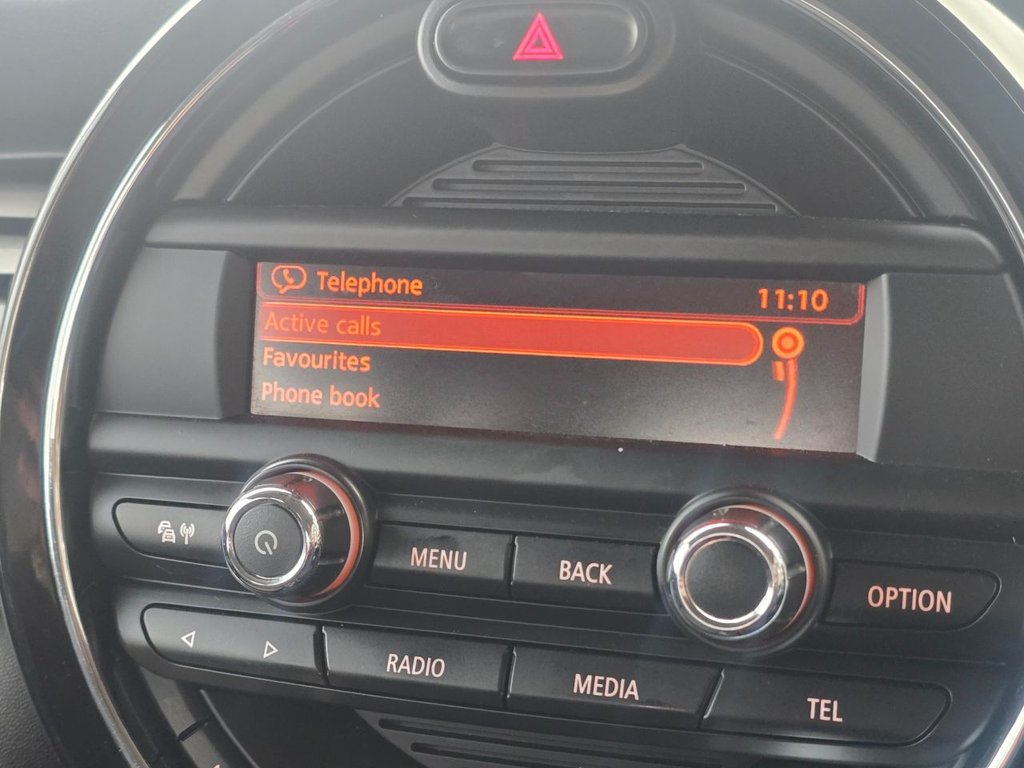 Telephone 11:10
Active calls
Favourites
Phone book
MENU BACK OPTION
RADIO MEDIA TEL